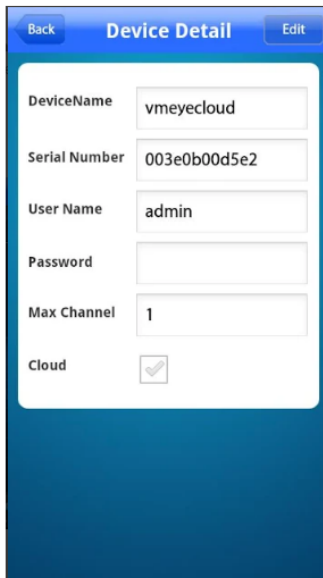 Back Device Detail Edit
DeviceName vmeyecloud
Serial Number 003e0b00d5e2
User Name admin
Password
Max Channel 1
Cloud